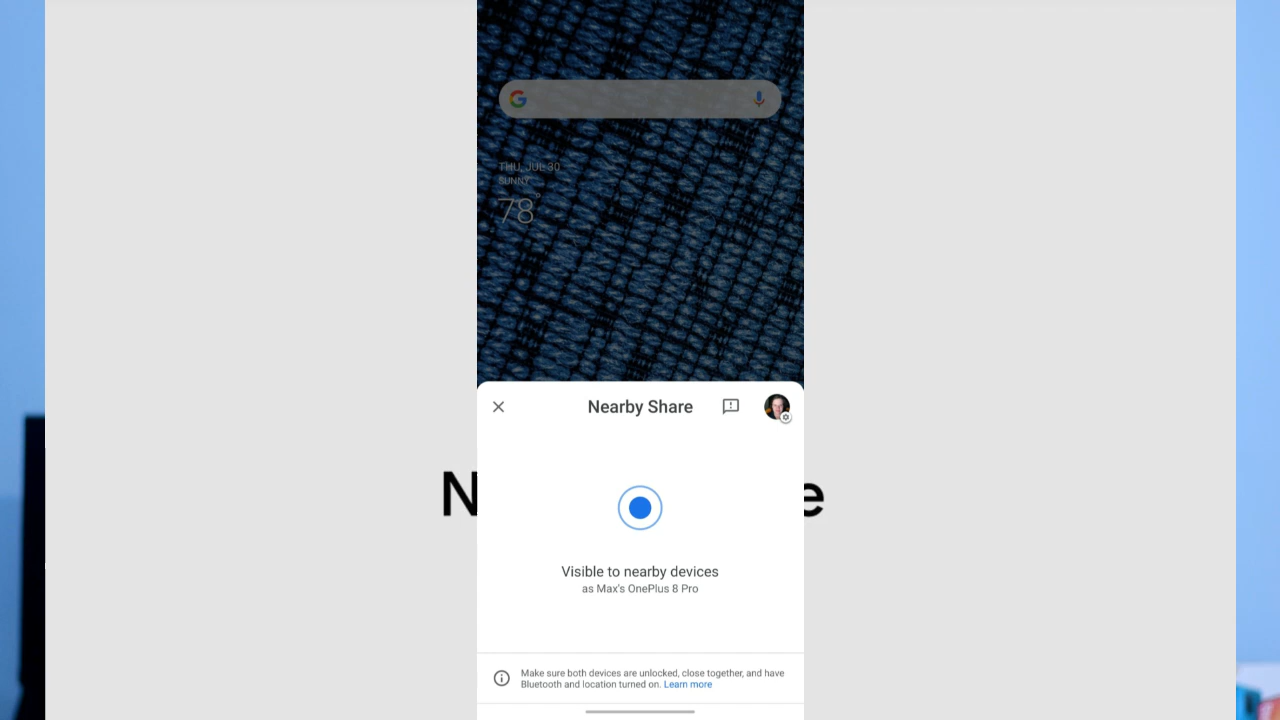 THU, JUL 30
SUNNY
78°
Nearby Share
N
e
Visible to nearby devices
as Max's OnePlus 8 Pro
Make sure both devices are unlocked, close together, and have
Bluetooth and location turned on. Learn more